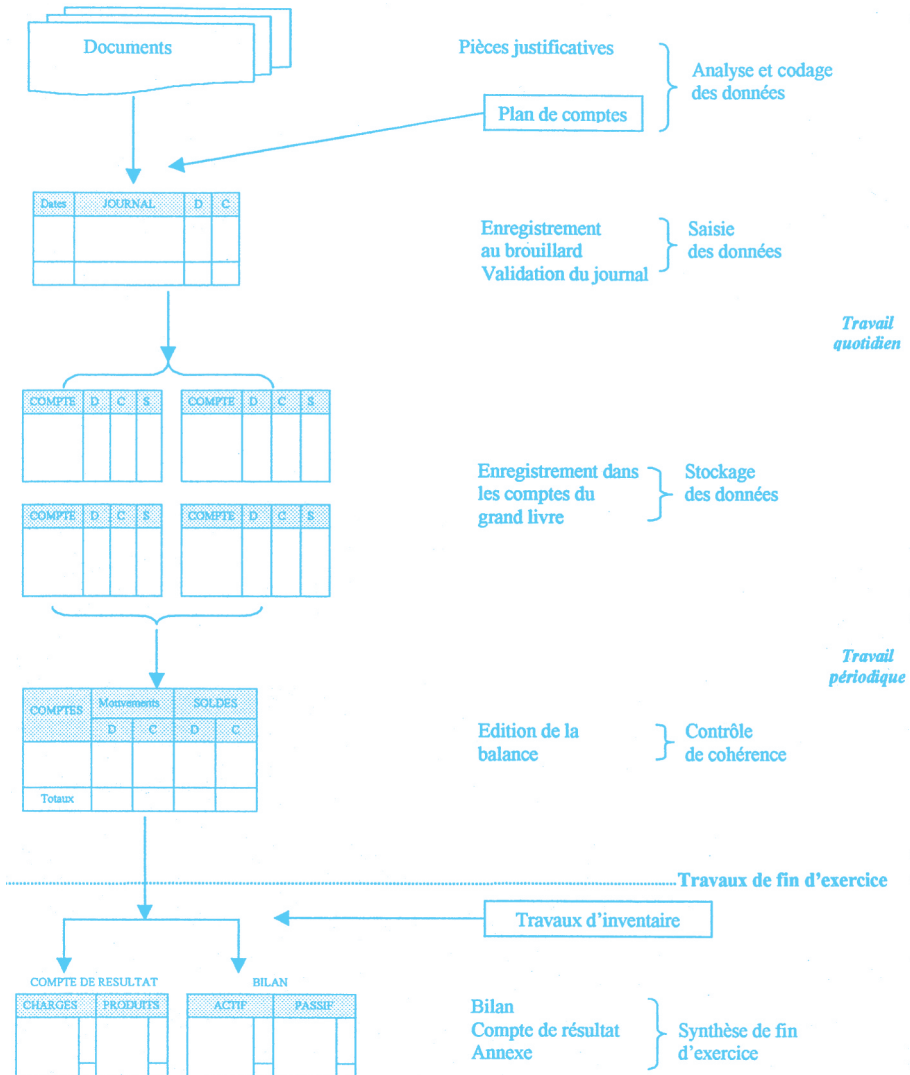 Documents
Pièces justificatives
Analyse et codage
des données
Plan de comptes
Dates JOURNAL D C
Enregistrement
au brouillard
Validation du journal
Saisie
des données
Travail
quotidien
COMPTE D C S
COMPTE D C S
Enregistrement dans
les comptes du
grand livre
Stockage
des données
COMPTE D C S
COMPTE D C S
Travail
périodique
COMPTES Mouvements SOLDES
D C D C
Totaux
Edition de la
balance
Contrôle
de cohérence
Travaux de fin d'exercice
Travaux d'inventaire
COMPTE DE RESULTAT
BILAN
CHARGES PRODUITS
ACTIF PASSIF
Bilan
Compte de résultat
Annexe
Synthèse de fin
d'exercice